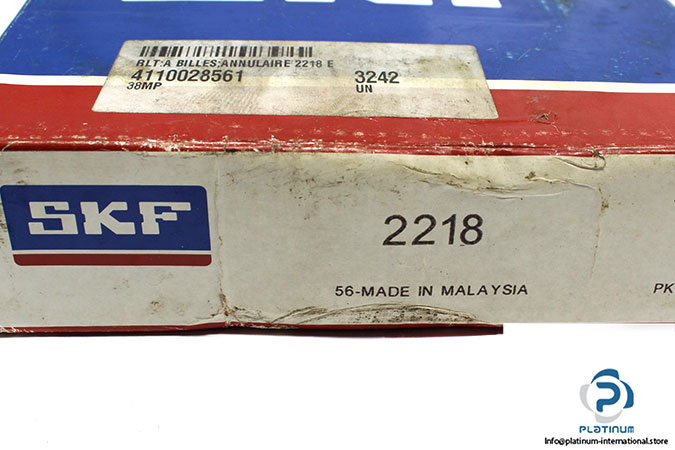 RLT:A BILLES;ANNULAIRE 2218 E
4110028561 3242
38MP UN
SKF
2218
56-MADE IN MALAYSIA
PK
PLATINUM
Info@platinum-international.store